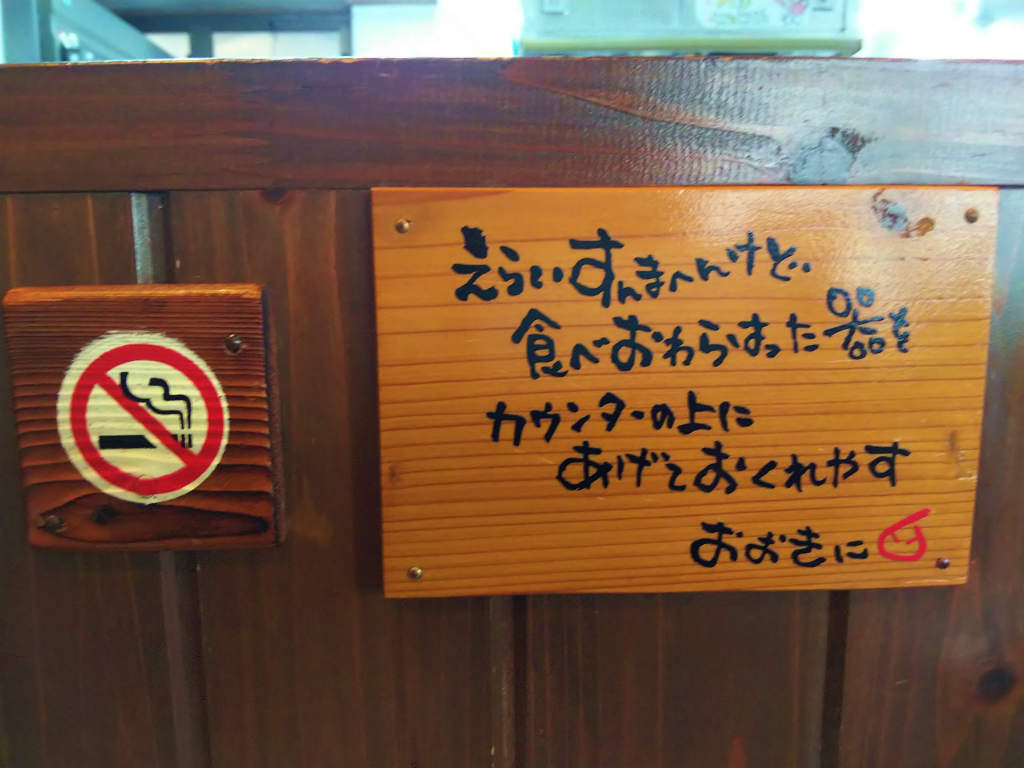 えらいすんまへんけど、
食べおわらはった器を
カウンターの上に
あげておくれやす
おおきに